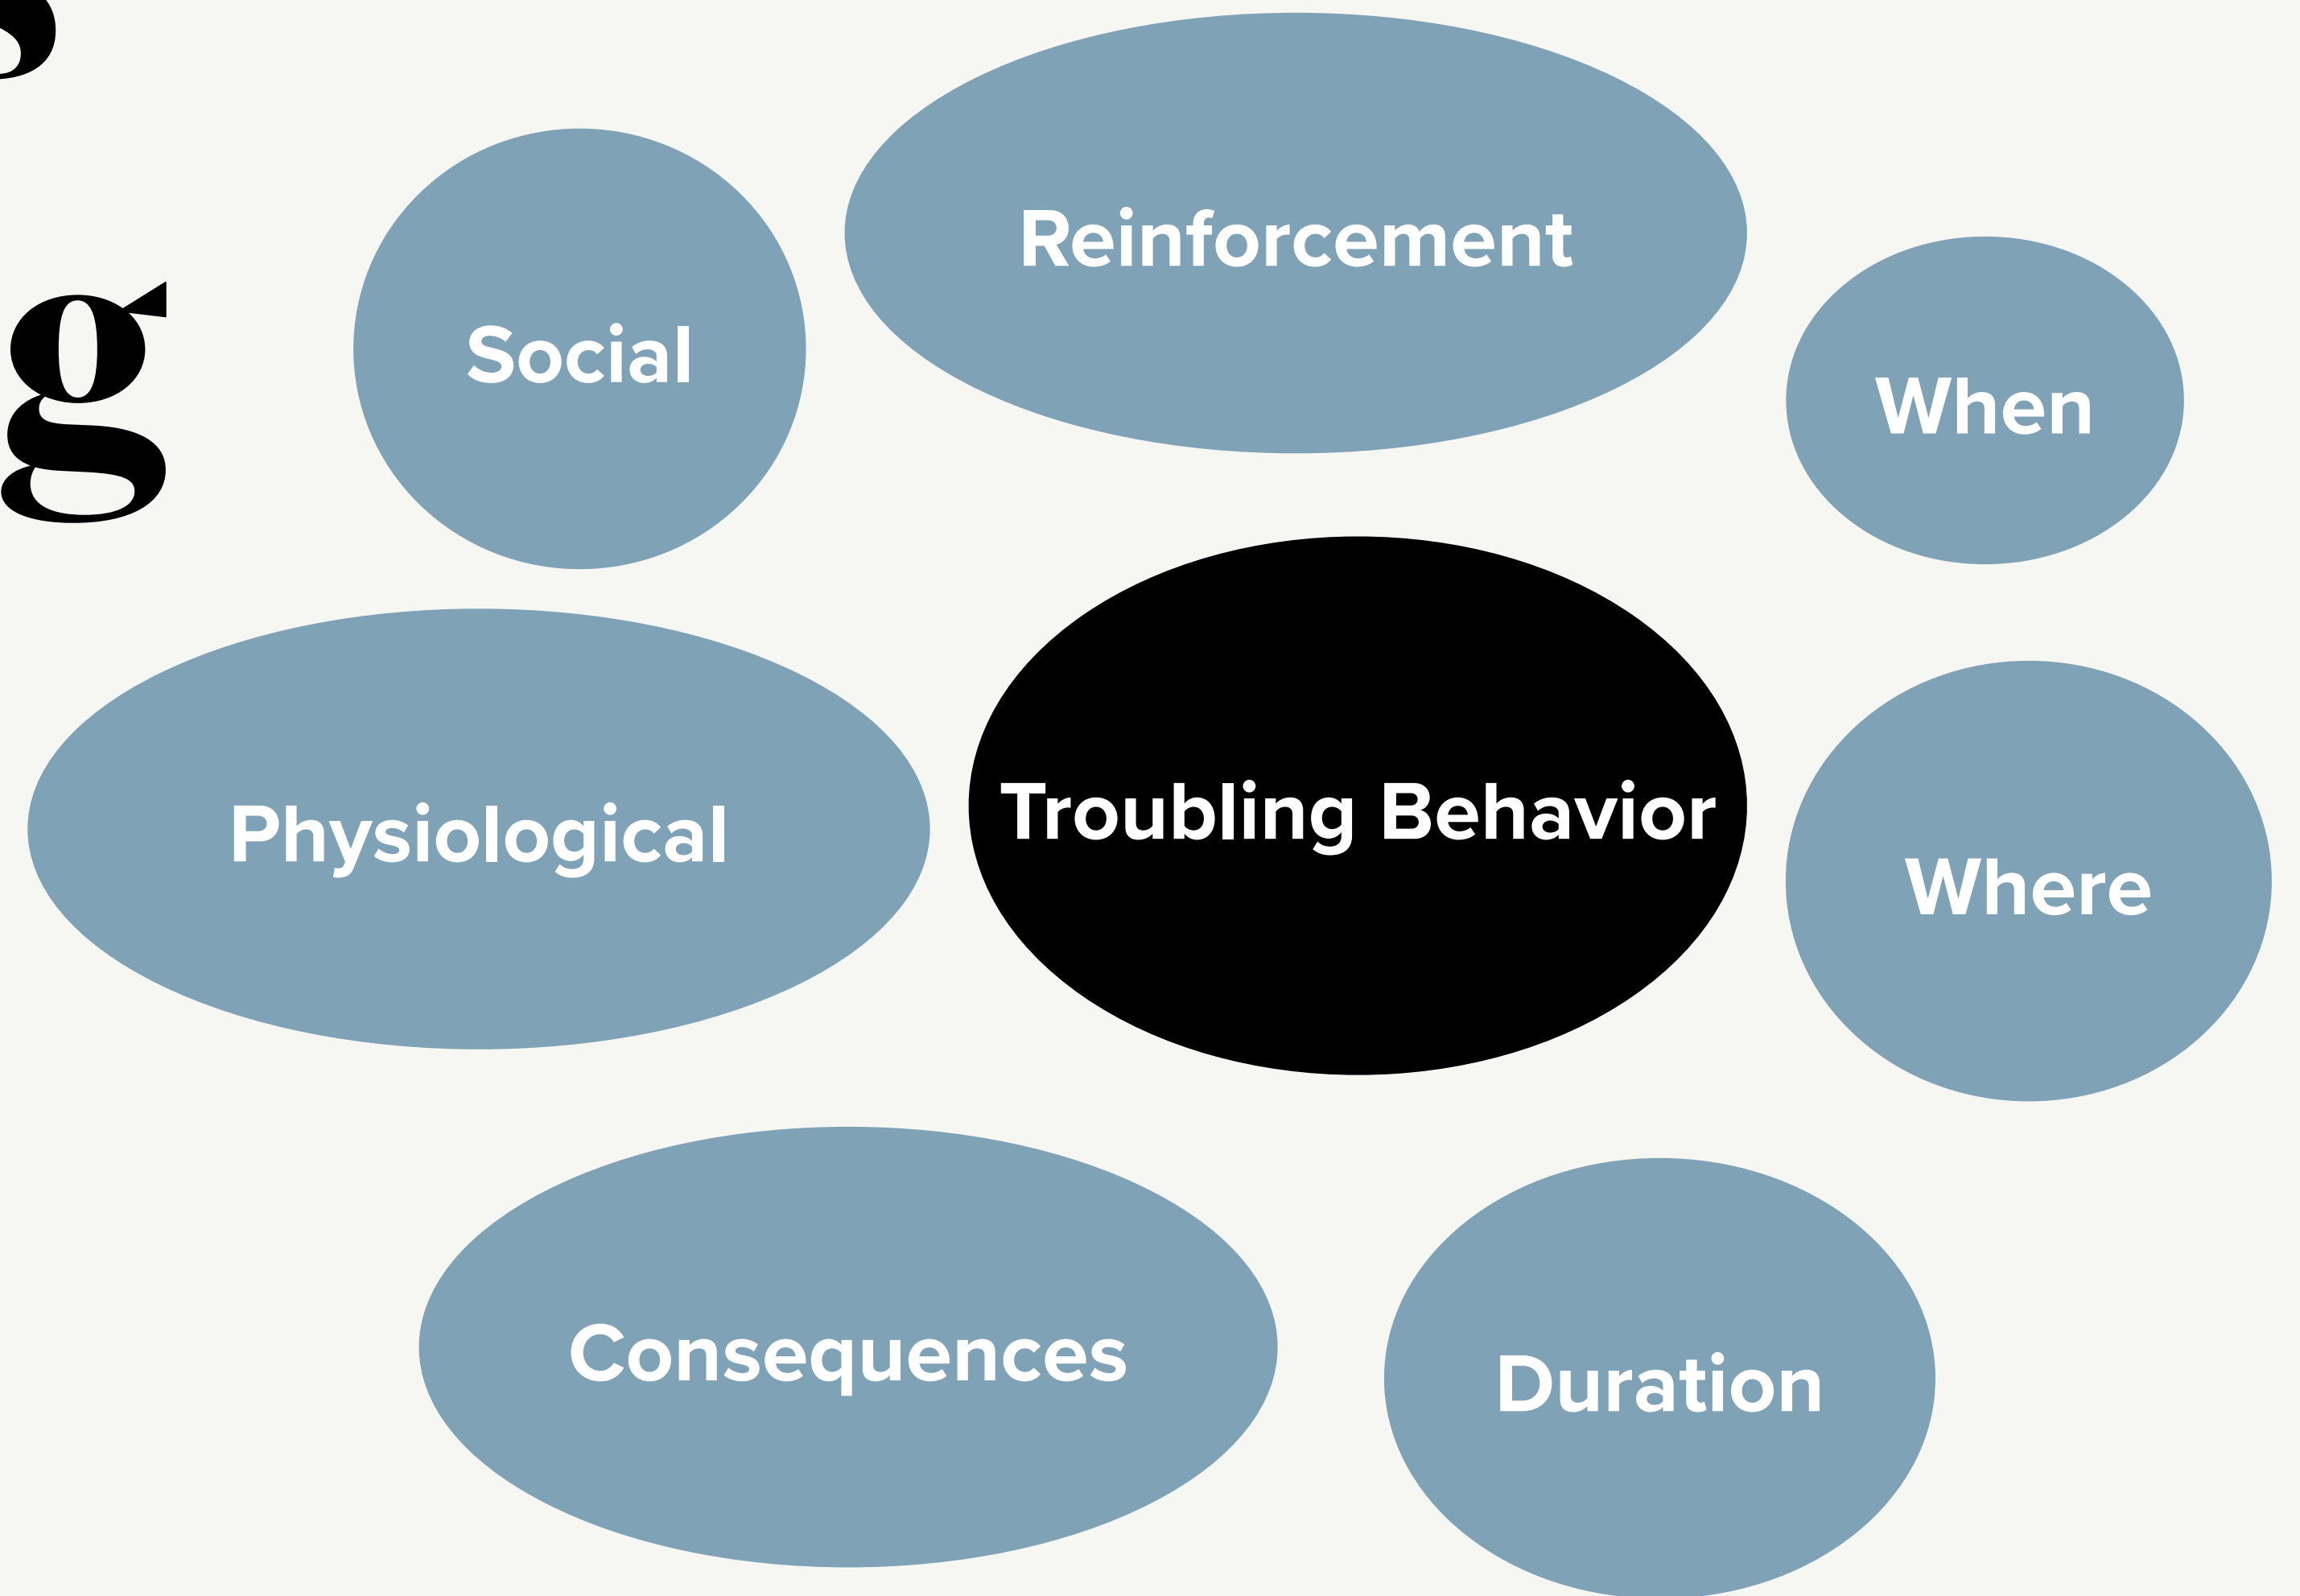 g
Reinforcement
Social
When
Troubling Behavior
Physiological
Where
Consequences
Duration